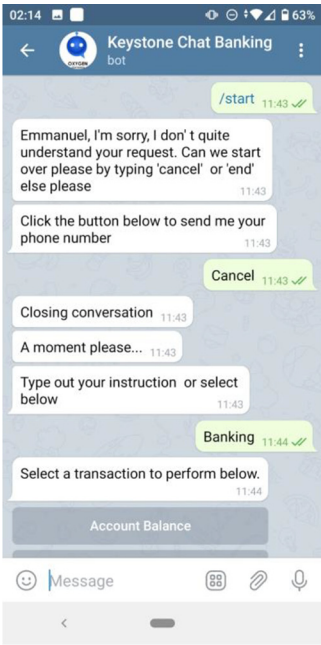 02:14 63%
Keystone Chat Banking
bot
OXYGEN
/start 11:43
Emmanuel, I'm sorry, I don' t quite
understand your request. Can we start
over please by typing 'cancel' or 'end'
else please
11:43
Click the button below to send me your
phone number
11:43
Cancel 11:43
Closing conversation 11:43
A moment please... 11:43
Type out your instruction or select
below
11:43
Banking 11:44
Select a transaction to perform below.
11:44
Account Balance
Message